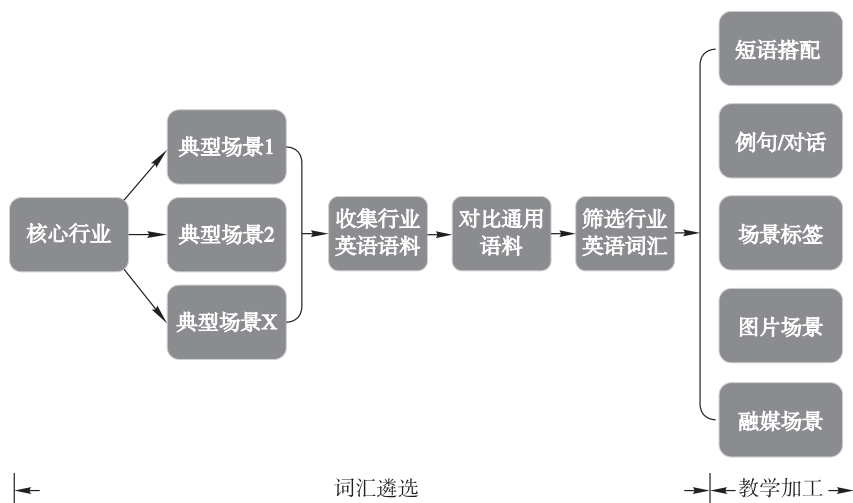 核心行业
典型场景1
典型场景2
典型场景X
收集行业
英语语料
对比通用
语料
筛选行业
英语词汇
短语搭配
例句/对话
场景标签
图片场景
融媒场景
词汇遴选
教学加工